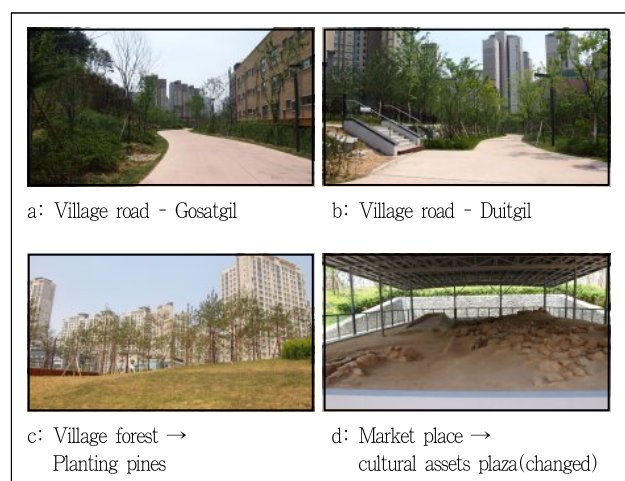 a: Village road - Gosatgil
b: Village road - Duitgil
c: Village forest →
Planting pines
d: Market place →
cultural assets plaza(changed)